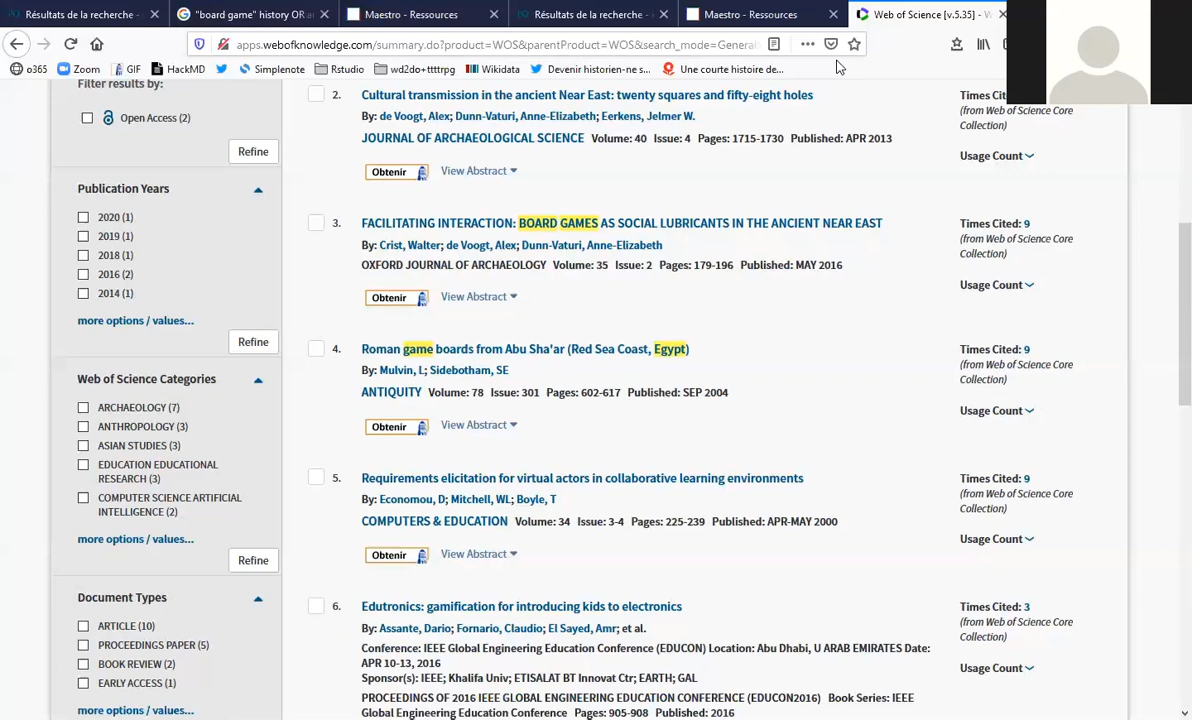 Résultats de la recherche -
"board game" history OR
Maestro - Ressources
Résultats de la recherche -
Maestro - Ressources
Web of Science [v.5.35] - W
apps.webofknowledge.com/summary.do?product=WOS&parentProduct=WOS&search_mode=General
o365
Zoom
GIF
HackMD
Simplenote
Rstudio
wd2do+ttttrpg
Wikidata
Devenir historien-ne s...
Une courte histoire de...
Filter results by:
Open Access (2)
Refine
Publication Years
2020 (1)
2019 (1)
2018 (1)
2016 (2)
2014 (1)
more options / values...
Refine
Web of Science Categories
ARCHAEOLOGY (7)
ANTHROPOLOGY (3)
ASIAN STUDIES (3)
EDUCATION EDUCATIONAL
RESEARCH (3)
COMPUTER SCIENCE ARTIFICIAL
INTELLIGENCE (2)
more options / values...
Refine
Document Types
ARTICLE (10)
PROCEEDINGS PAPER (5)
BOOK REVIEW (2)
EARLY ACCESS (1)
more options / values...
2. Cultural transmission in the ancient Near East: twenty squares and fifty-eight holes
By: de Voogt, Alex; Dunn-Vaturi, Anne-Elizabeth; Eerkens, Jelmer W.
JOURNAL OF ARCHAEOLOGICAL SCIENCE Volume: 40 Issue: 4 Pages: 1715-1730 Published: APR 2013
Obtenir View Abstract
Times Cited:
(from Web of Science Core
Collection)
Usage Count
3. FACILITATING INTERACTION: BOARD GAMES AS SOCIAL LUBRICANTS IN THE ANCIENT NEAR EAST
By: Crist, Walter; de Voogt, Alex; Dunn-Vaturi, Anne-Elizabeth
OXFORD JOURNAL OF ARCHAEOLOGY Volume: 35 Issue: 2 Pages: 179-196 Published: MAY 2016
Obtenir View Abstract
Times Cited: 9
(from Web of Science Core
Collection)
Usage Count
4. Roman game boards from Abu Sha'ar (Red Sea Coast, Egypt)
By: Mulvin, L; Sidebotham, SE
ANTIQUITY Volume: 78 Issue: 301 Pages: 602-617 Published: SEP 2004
Obtenir View Abstract
Times Cited: 9
(from Web of Science Core
Collection)
Usage Count
5. Requirements elicitation for virtual actors in collaborative learning environments
By: Economou, D; Mitchell, WL; Boyle, T
COMPUTERS & EDUCATION Volume: 34 Issue: 3-4 Pages: 225-239 Published: APR-MAY 2000
Obtenir View Abstract
Times Cited: 9
(from Web of Science Core
Collection)
Usage Count
6. Edutronics: gamification for introducing kids to electronics
By: Assante, Dario; Fornario, Claudio; El Sayed, Amr; et al.
Conference: IEEE Global Engineering Education Conference (EDUCON) Location: Abu Dhabi, U ARAB EMIRATES Date:
APR 10-13, 2016
Sponsor(s): IEEE; Khalifa Univ; ETISALAT BT Innovat Ctr; EARTH; GAL
PROCEEDINGS OF 2016 IEEE GLOBAL ENGINEERING EDUCATION CONFERENCE (EDUCON2016) Book Series: IEEE
Global Engineering Education Conference Pages: 905-908 Published: 2016
Times Cited: 3
(from Web of Science Core
Collection)
Usage Count